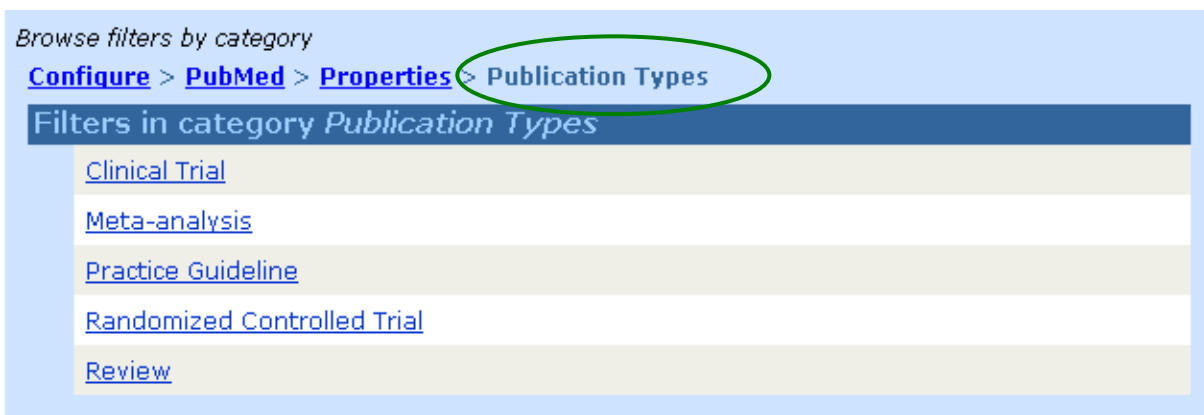 Browse filters by category
Configure > PubMed > Properties > Publication Types
Filters in category Publication Types
Clinical Trial
Meta-analysis
Practice Guideline
Randomized Controlled Trial
Review